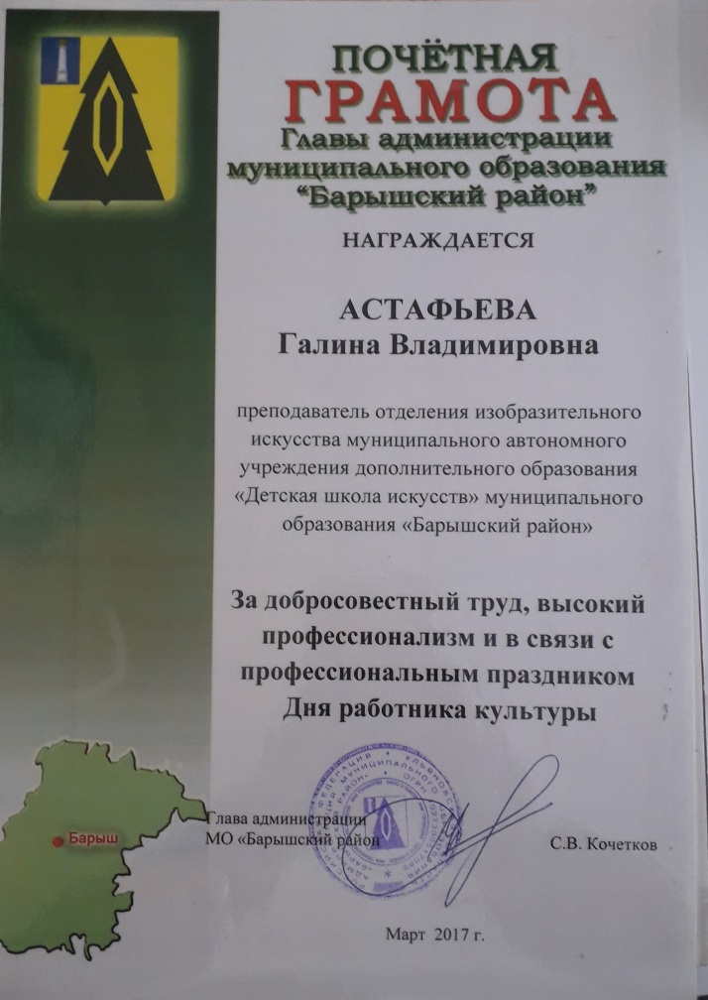 ПОЧЁТНАЯ
ГРАМОТА
Главы администрации
муниципального образования
“Барышский район”
НАГРАЖДАЕТСЯ
АСТАФЬЕВА
Галина Владимировна
преподаватель отделения изобразительного
искусства муниципального автономного
учреждения дополнительного образования
«Детская школа искусств» муниципального
образования «Барышский район»
За добросовестный труд, высокий
профессионализм и в связи с
профессиональным праздником
Дня работника культуры
Барыш
Глава администрации
МО «Барышский район
С.В. Кочетков
Март 2017 г.